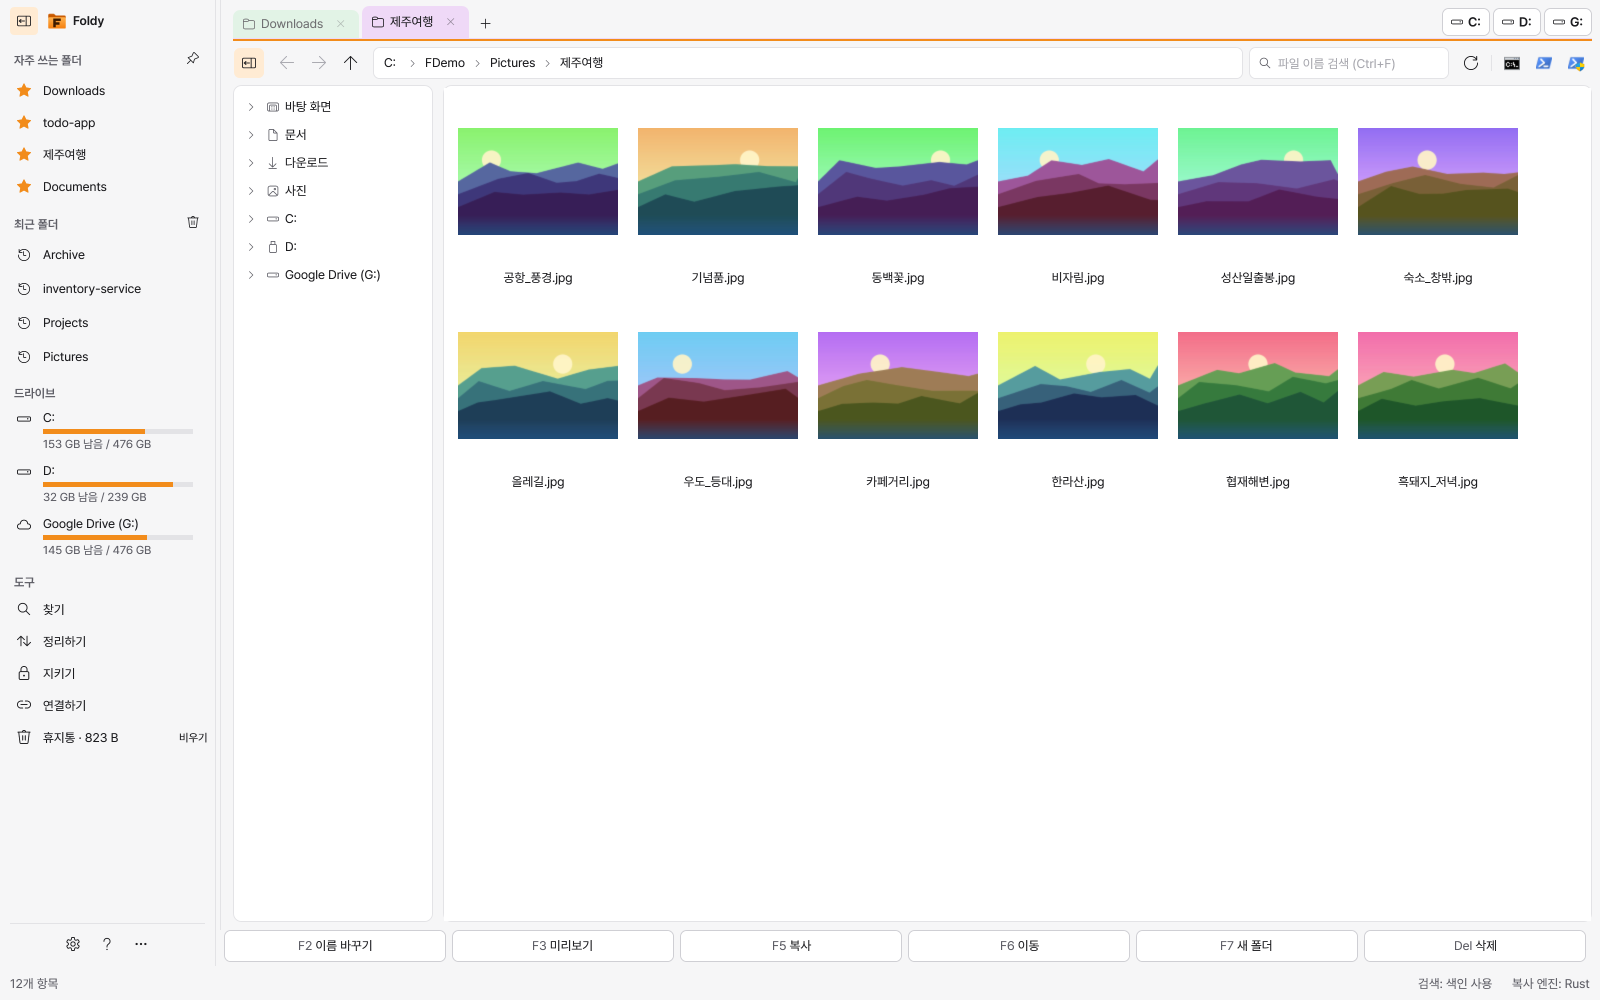 Foldy
자주 쓰는 폴더
Downloads
todo-app
제주여행
Documents
최근 폴더
Archive
inventory-service
Projects
Pictures
드라이브
C:
153 GB 남음 / 476 GB
D:
32 GB 남음 / 239 GB
Google Drive (G:)
145 GB 남음 / 476 GB
도구
찾기
정리하기
지키기
연결하기
휴지통 · 823 B 비우기
Downloads 제주여행 C: D: G:
C: FDemo Pictures 제주여행 파일 이름 검색 (Ctrl+F)
바탕 화면
문서
다운로드
사진
C:
D:
Google Drive (G:)
공항_풍경.jpg 기념품.jpg 동백꽃.jpg 비자림.jpg 성산일출봉.jpg 숙소_창밖.jpg
올레길.jpg 우도_등대.jpg 카페거리.jpg 한라산.jpg 협재해변.jpg 흑돼지_저녁.jpg
F2 이름 바꾸기 F3 미리보기 F5 복사 F6 이동 F7 새 폴더 Del 삭제
12개 항목 검색: 색인 사용 복사 엔진: Rust